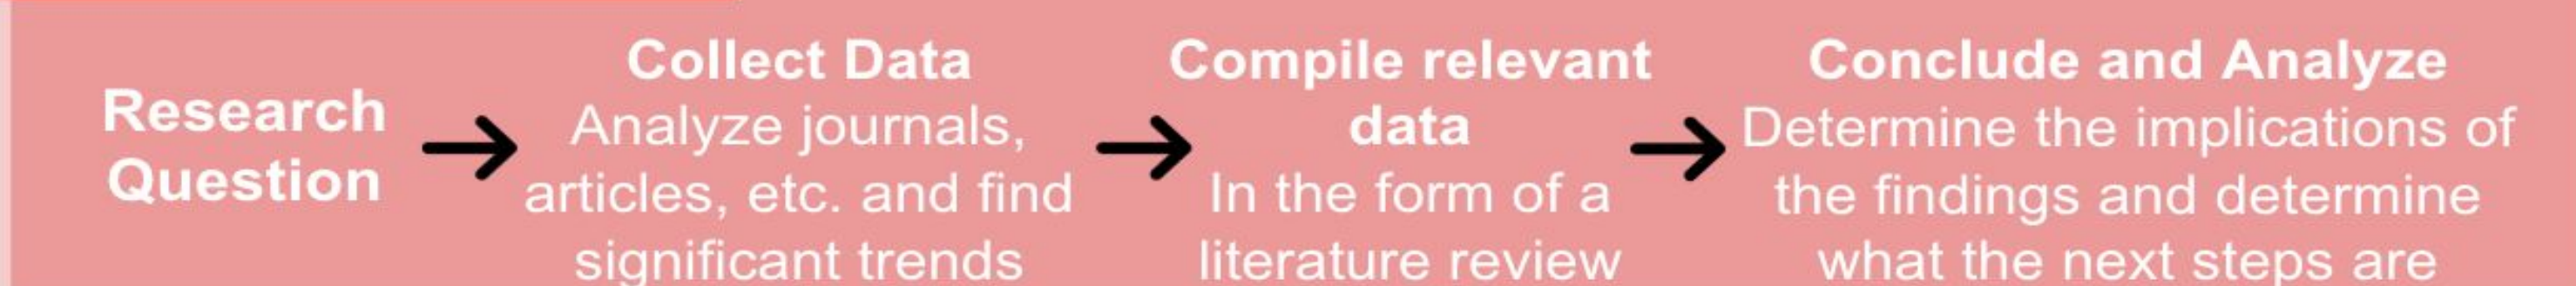 Research
Question
Collect Data
Analyze journals,
articles, etc. and find
significant trends
Compile relevant
data
In the form of a
literature review
Conclude and Analyze
Determine the implications of
the findings and determine
what the next steps are